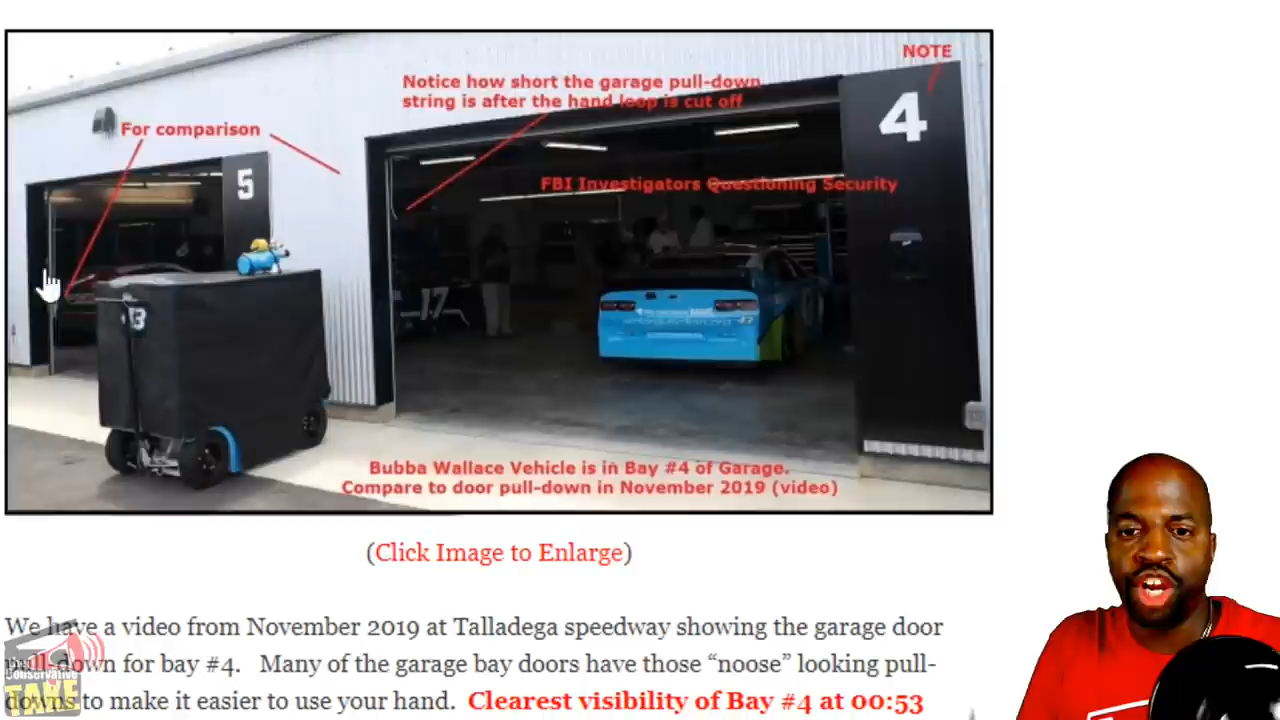 NOTE
Notice how short the garage pull-down
string is after the hand loop is cut off
For comparison
4
5
FBI Investigators Questioning Security
17
Bubba Wallace Vehicle is in Bay #4 of Garage.
Compare to door pull-down in November 2019 (video)
(Click Image to Enlarge)
We have a video from November 2019 at Talladega speedway showing the garage door
pull-down for bay #4. Many of the garage bay doors have those “noose” looking pull-
downs to make it easier to use your hand. Clearest visibility of Bay #4 at 00:53
Conservative
TAKE